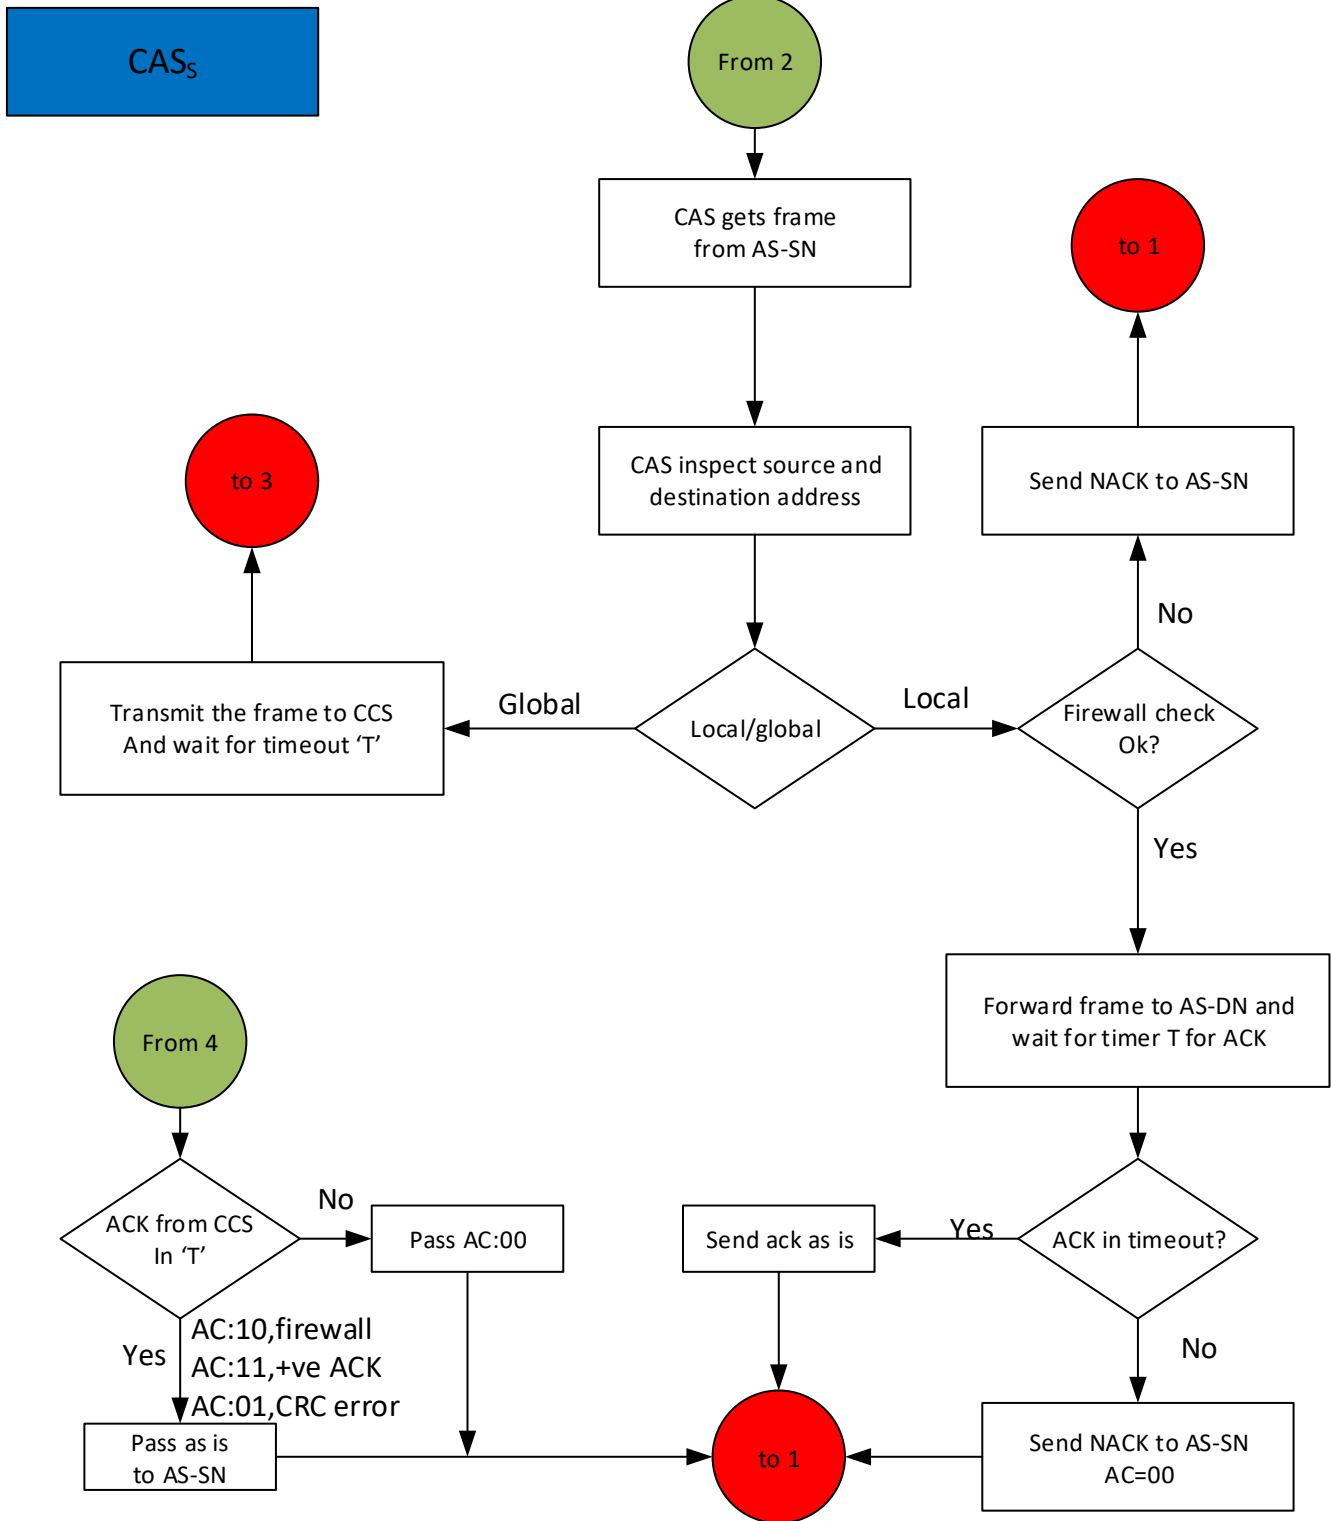 CASS
From 2
CAS gets frame
from AS-SN
to 1
CAS inspect source and
destination address
Send NACK to AS-SN
to 3
No
Transmit the frame to CCS
And wait for timeout ‘T’
Global
Local/global
Local
Firewall check
Ok?
Yes
Forward frame to AS-DN and
wait for timer T for ACK
From 4
ACK from CCS
In ‘T’
No
Pass AC:00
Send ack as is
Yes
ACK in timeout?
Yes
AC:10,firewall
AC:11,+ve ACK
AC:01,CRC error
No
Pass as is
to AS-SN
to 1
Send NACK to AS-SN
AC=00